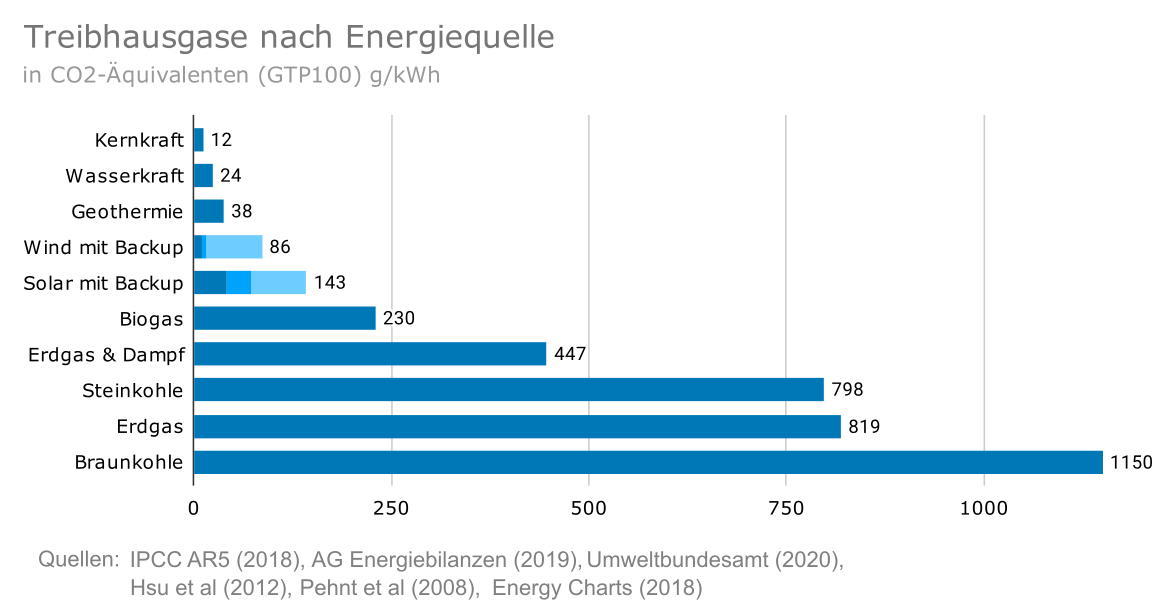 Treibhausgase nach Energiequelle
in CO2-Äquivalenten (GTP100) g/kWh
Kernkraft 12
Wasserkraft 24
Geothermie 38
Wind mit Backup 86
Solar mit Backup 143
Biogas 230
Erdgas & Dampf 447
Steinkohle 798
Erdgas 819
Braunkohle 1150
0 250 500 750 1000
Quellen: IPCC AR5 (2018), AG Energiebilanzen (2019), Umweltbundesamt (2020),
Hsu et al (2012), Pehnt et al (2008), Energy Charts (2018)